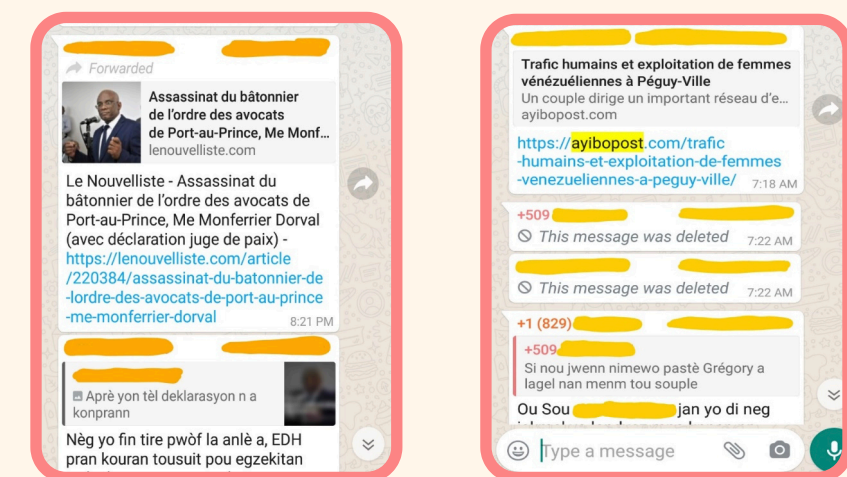 Forwarded
Assassinat du bâtonnier
de l'ordre des avocats
de Port-au-Prince, Me Monf...
lenouvelliste.com
Le Nouvelliste - Assassinat du
bâtonnier de l'ordre des avocats de
Port-au-Prince, Me Monferrier Dorval
(avec déclaration juge de paix) -
https://lenouvelliste.com/article
/220384/assassinat-du-batonnier-de
-lordre-des-avocats-de-port-au-prince
-me-monferrier-dorval
8:21 PM
Aprè yon tèl deklarasyon n a
konprann
Nèg yo fin tire pwòf la anlè a, EDH
pran kouran tousuit pou egzekitan
Trafic humains et exploitation de femmes
vénézuéliennes à Péguy-Ville
Un couple dirige un important réseau d'e...
ayibopost.com
https://ayibopost.com/trafic
-humains-et-exploitation-de-femmes
-venezueliennes-a-peguy-ville/ 7:18 AM
+509
This message was deleted 7:22 AM
This message was deleted 7:22 AM
+1 (829)
+509
Si nou jwenn nimewo pastè Grégory a
lagel nan menm tou souple
Ou Sou jan yo di neg
Type a message